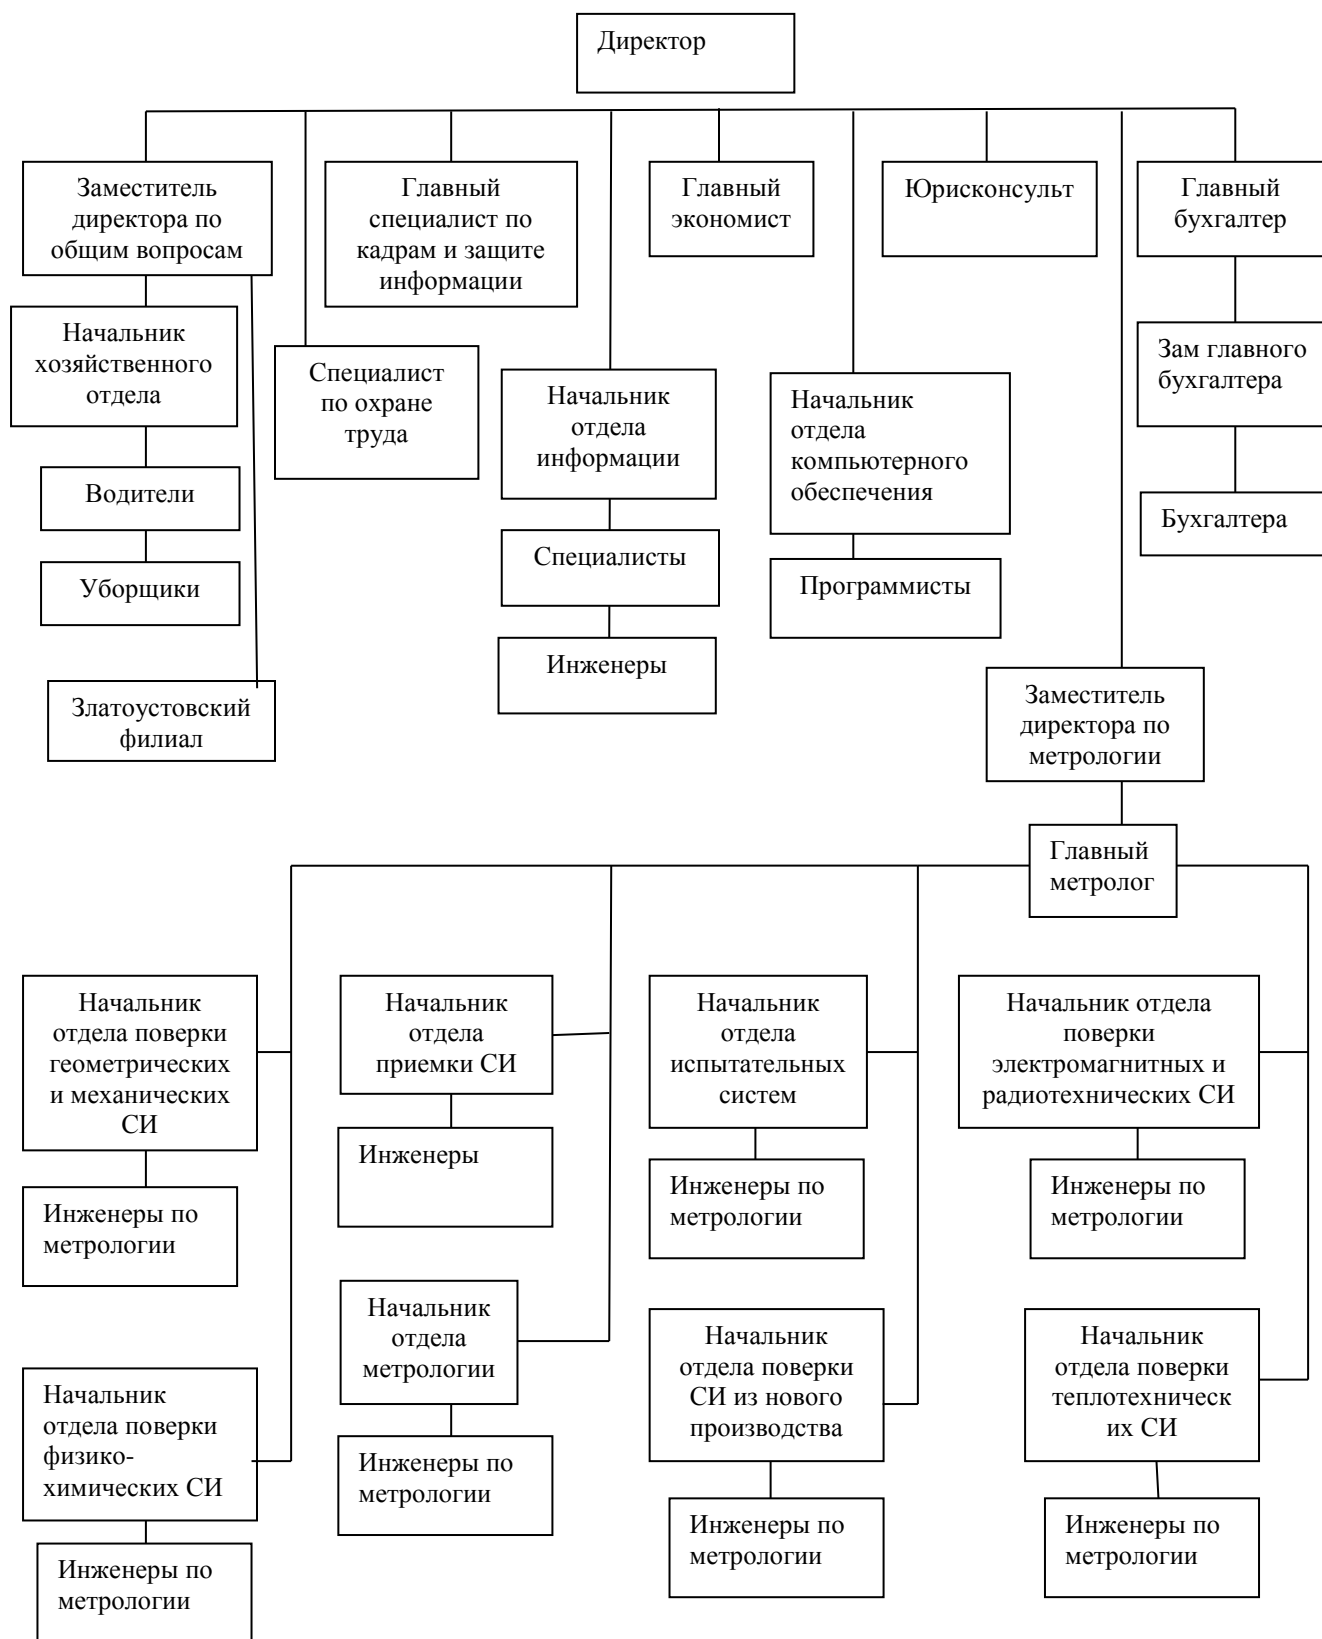 Директор
Заместитель
директора по
общим вопросам
Главный
специалист по
кадрам и защите
информации
Главный
экономист
Юрисконсульт
Главный
бухгалтер
Начальник
хозяйственного
отдела
Специалист
по охране
труда
Начальник
отдела
информации
Начальник
отдела
компьютерного
обеспечения
Зам главного
бухгалтера
Водители
Специалисты
Бухгалтера
Уборщики
Программисты
Инженеры
Златоустовский
филиал
Заместитель
директора по
метрологии
Главный
метролог
Начальник
отдела поверки
геометрических
и механических
СИ
Начальник
отдела
приемки СИ
Начальник
отдела
испытательных
систем
Начальник отдела
поверки
электромагнитных и
радиотехнических СИ
Инженеры по
метрологии
Инженеры
Инженеры по
метрологии
Инженеры по
метрологии
Начальник
отдела поверки
физико-
химических СИ
Начальник
отдела
метрологии
Начальник
отдела поверки
СИ из нового
производства
Начальник
отдела поверки
теплотехническ
их СИ
Инженеры по
метрологии
Инженеры по
метрологии
Инженеры по
метрологии
Инженеры по
метрологии